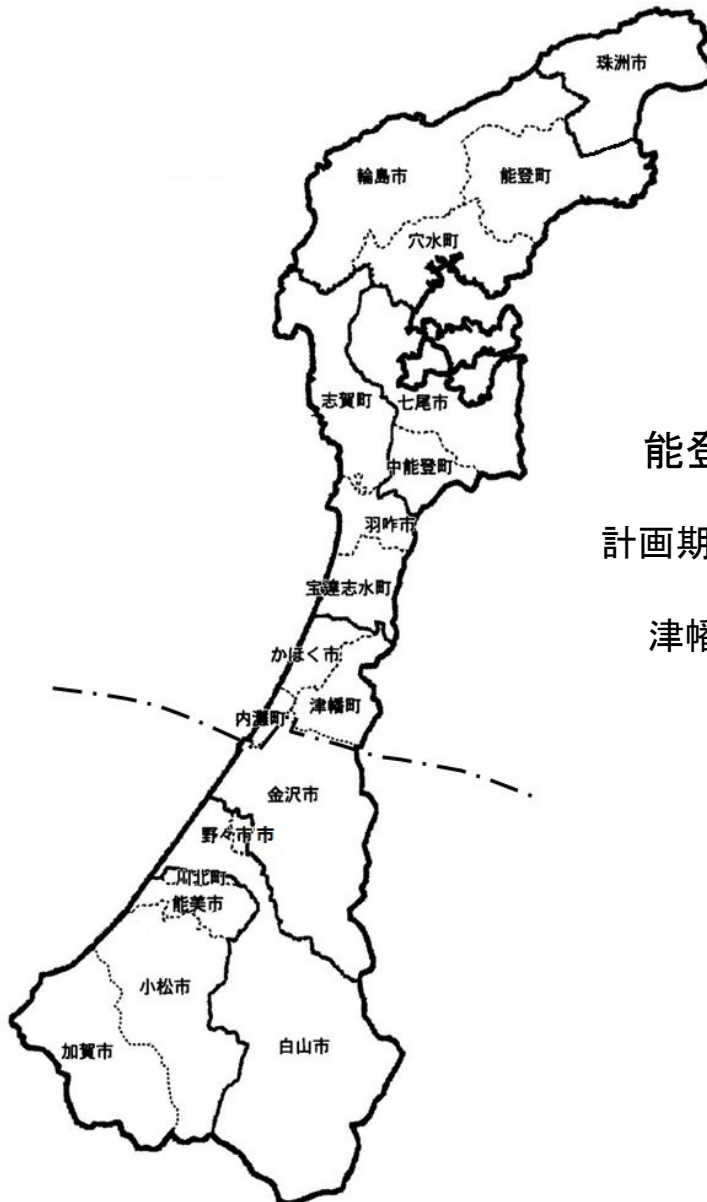 珠洲市
輪島市
能登町
穴水町
志賀町
七尾市
中能登町
羽咋市
宝達志水町
かほく市
津幡町
内灘町
金沢市
野々市市
川北町
能美市
小松市
加賀市
白山市
能登
計画期
津幡